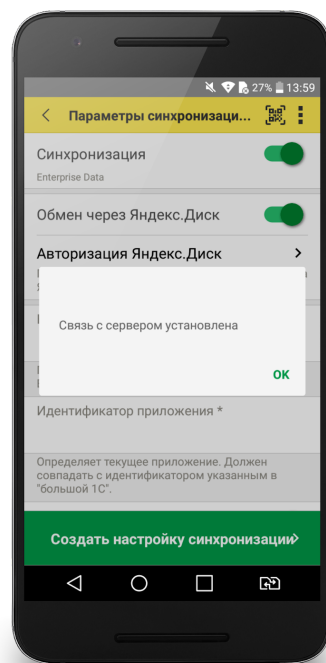 27% 13:59
Параметры синхронизаци...
Синхронизация
Enterprise Data
Обмен через Яндекс.Диск
Авторизация Яндекс.Диск
Связь с сервером установлена
ОК
Идентификатор приложения *
Определяет текущее приложение. Должен
совпадать с идентификатором указанным в
"большой 1С".
Создать настройку синхронизации